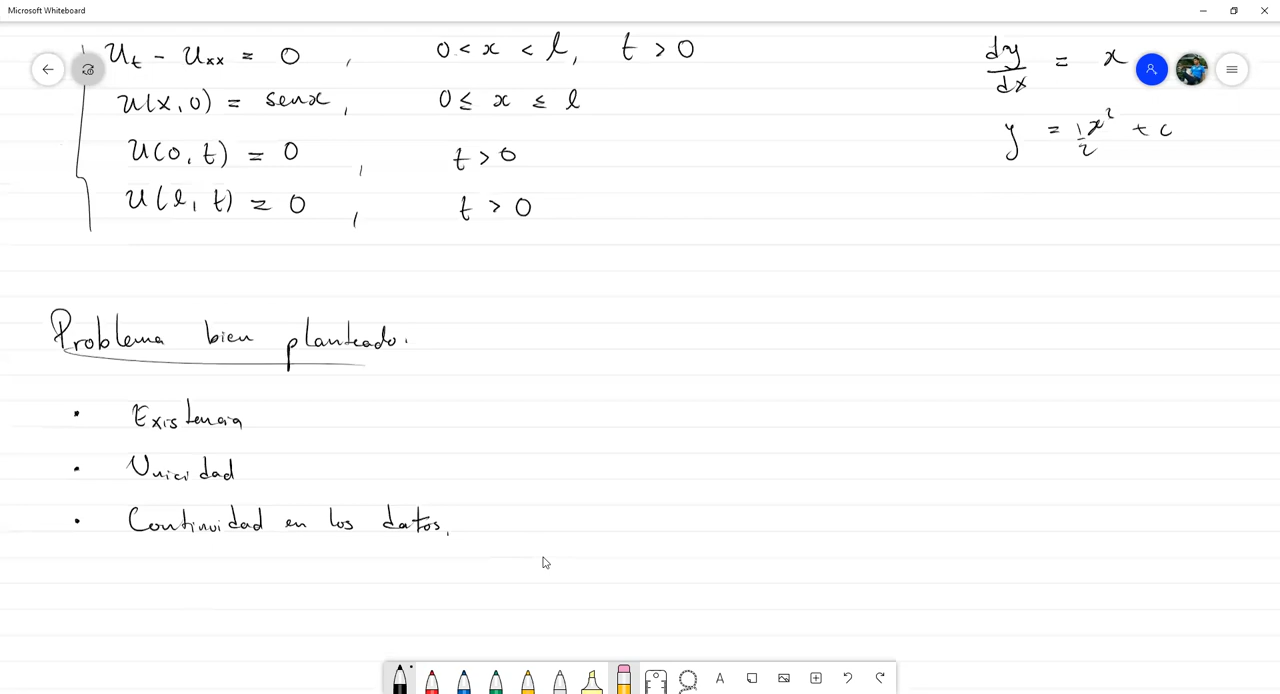 Microsoft Whiteboard
u_t - u_xx = 0 , 0 < x < l, t > 0
u(x,0) = senx , 0 ≤ x ≤ l
u(0,t) = 0 , t > 0
u(l,t) = 0 , t > 0
dy/dx = x
y = 1/2 x² + c
Problema bien planteado.
• Existencia
• Unicidad
• Continuidad en los datos.
A